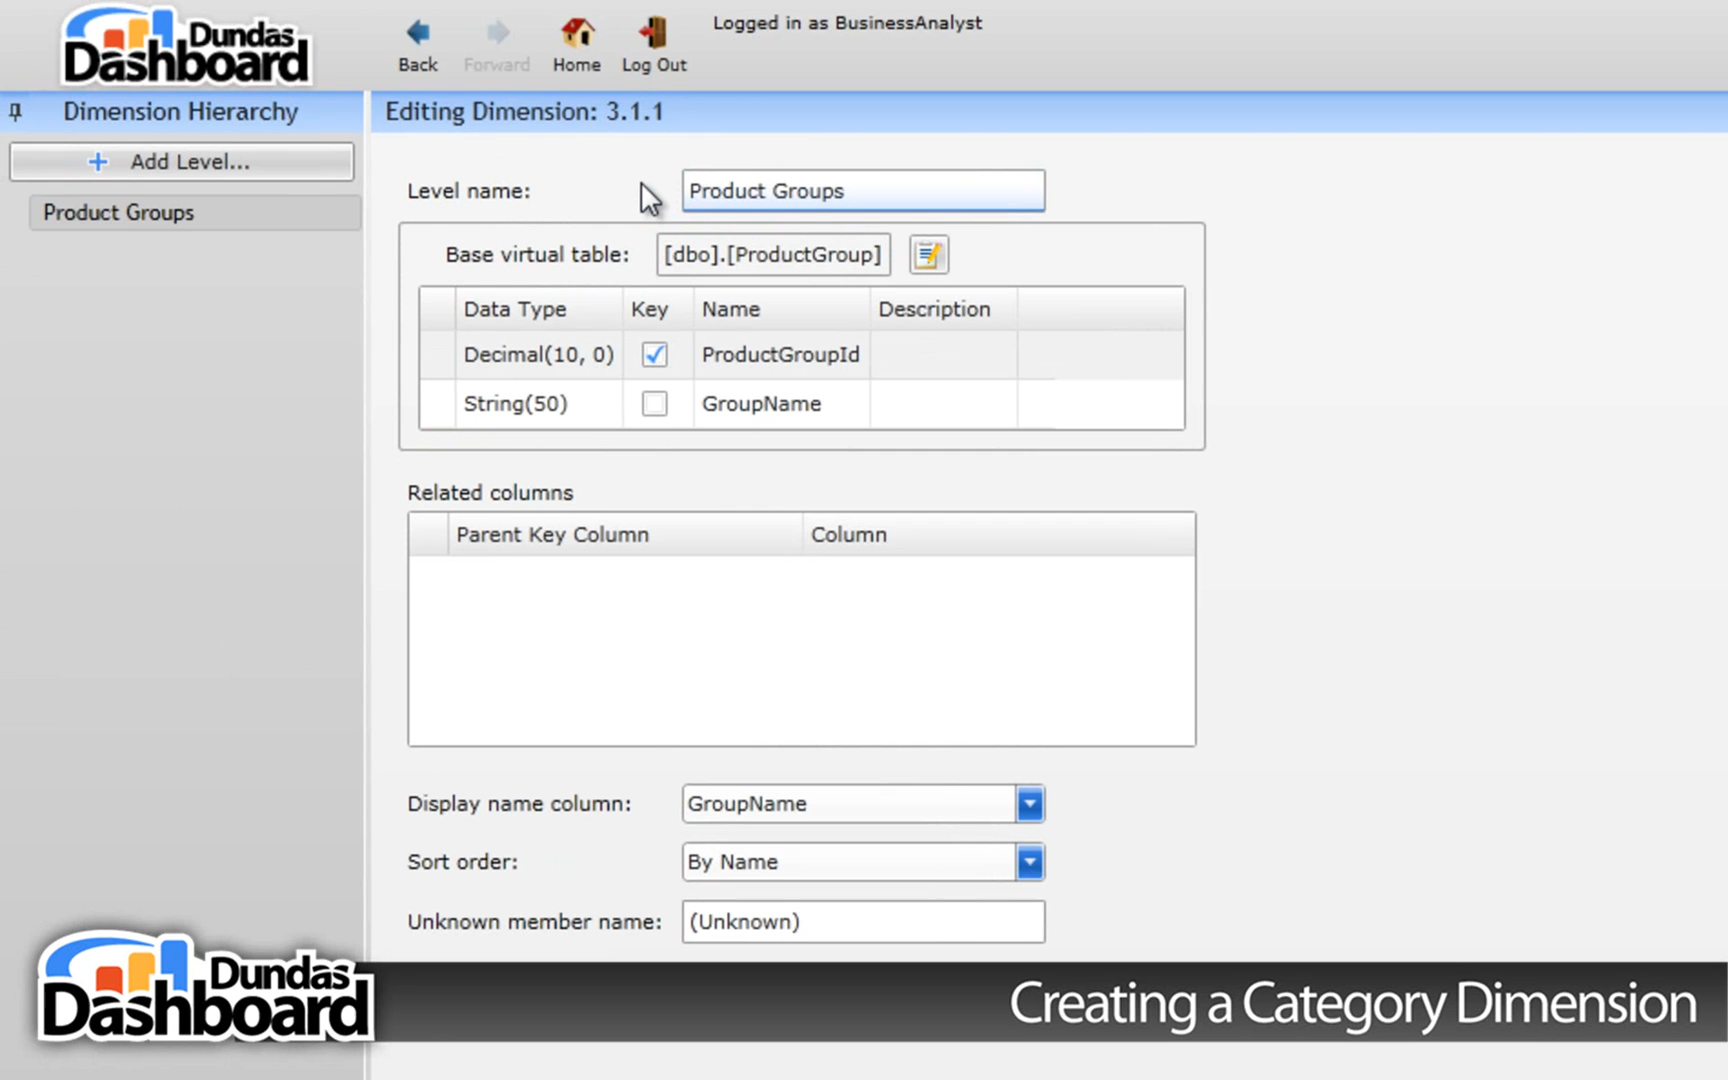 Dundas
Dashboard
Back
Forward
Home
Log Out
Logged in as BusinessAnalyst
Dimension Hierarchy
Add Level...
Product Groups
Editing Dimension: 3.1.1
Level name:
Product Groups
Base virtual table:
[dbo].[ProductGroup]
Data Type Key Name Description
Decimal(10, 0) ProductGroupId
String(50) GroupName
Related columns
Parent Key Column Column
Display name column:
GroupName
Sort order:
By Name
Unknown member name:
(Unknown)
Dundas
Dashboard
Creating a Category Dimension